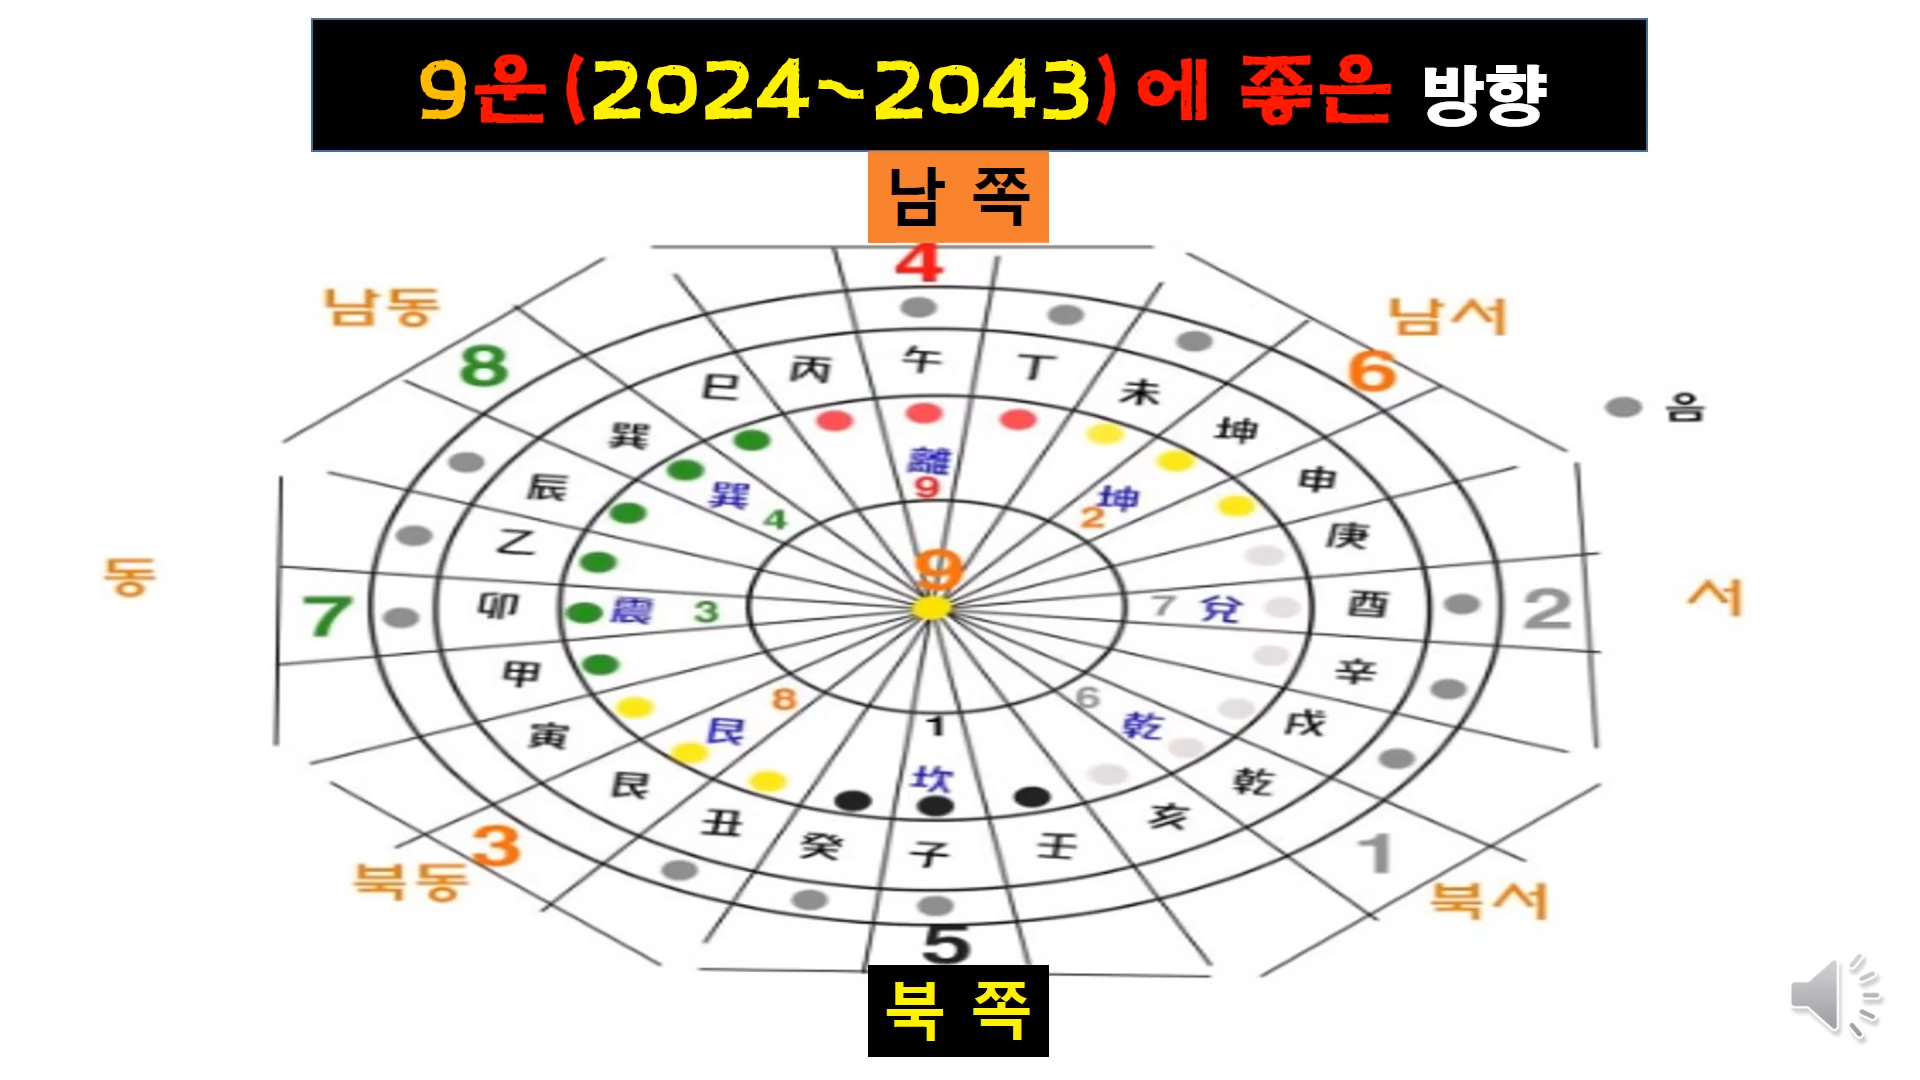 9운(2024~2043)에 좋은 방향
남 쪽
4
남동
남서
8
6
음
午
丙
丁
巳
未
巽
坤
離
9
辰
巽
4
坤
2
申
乙
庚
9
동
7
卯
震
3
7
兌
酉
2
서
甲
辛
8
6
寅
艮
1
乾
戌
坎
艮
乾
丑
亥
癸
子
壬
3
1
북동
북서
5
북 쪽